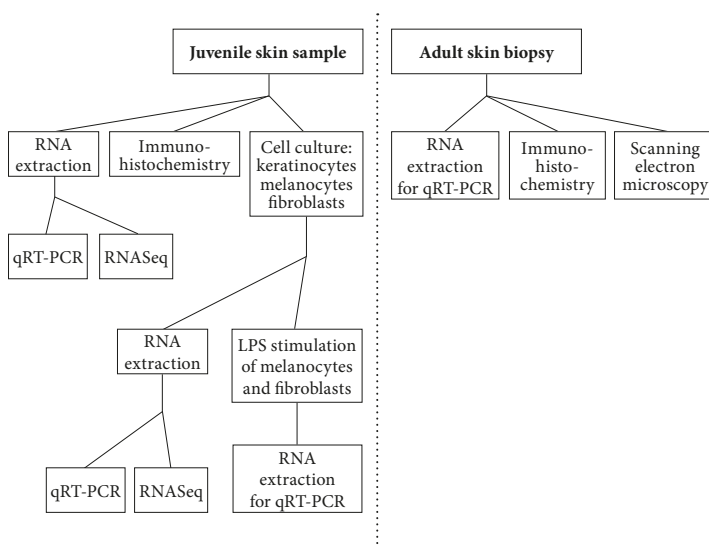 Juvenile skin sample
RNA
extraction
Immuno-
histochemistry
Cell culture:
keratinocytes
melanocytes
fibroblasts
qRT-PCR
RNASeq
RNA
extraction
LPS stimulation
of melanocytes
and fibroblasts
qRT-PCR
RNASeq
RNA
extraction
for qRT-PCR
Adult skin biopsy
RNA
extraction
for qRT-PCR
Immuno-
histo-
chemistry
Scanning
electron
microscopy